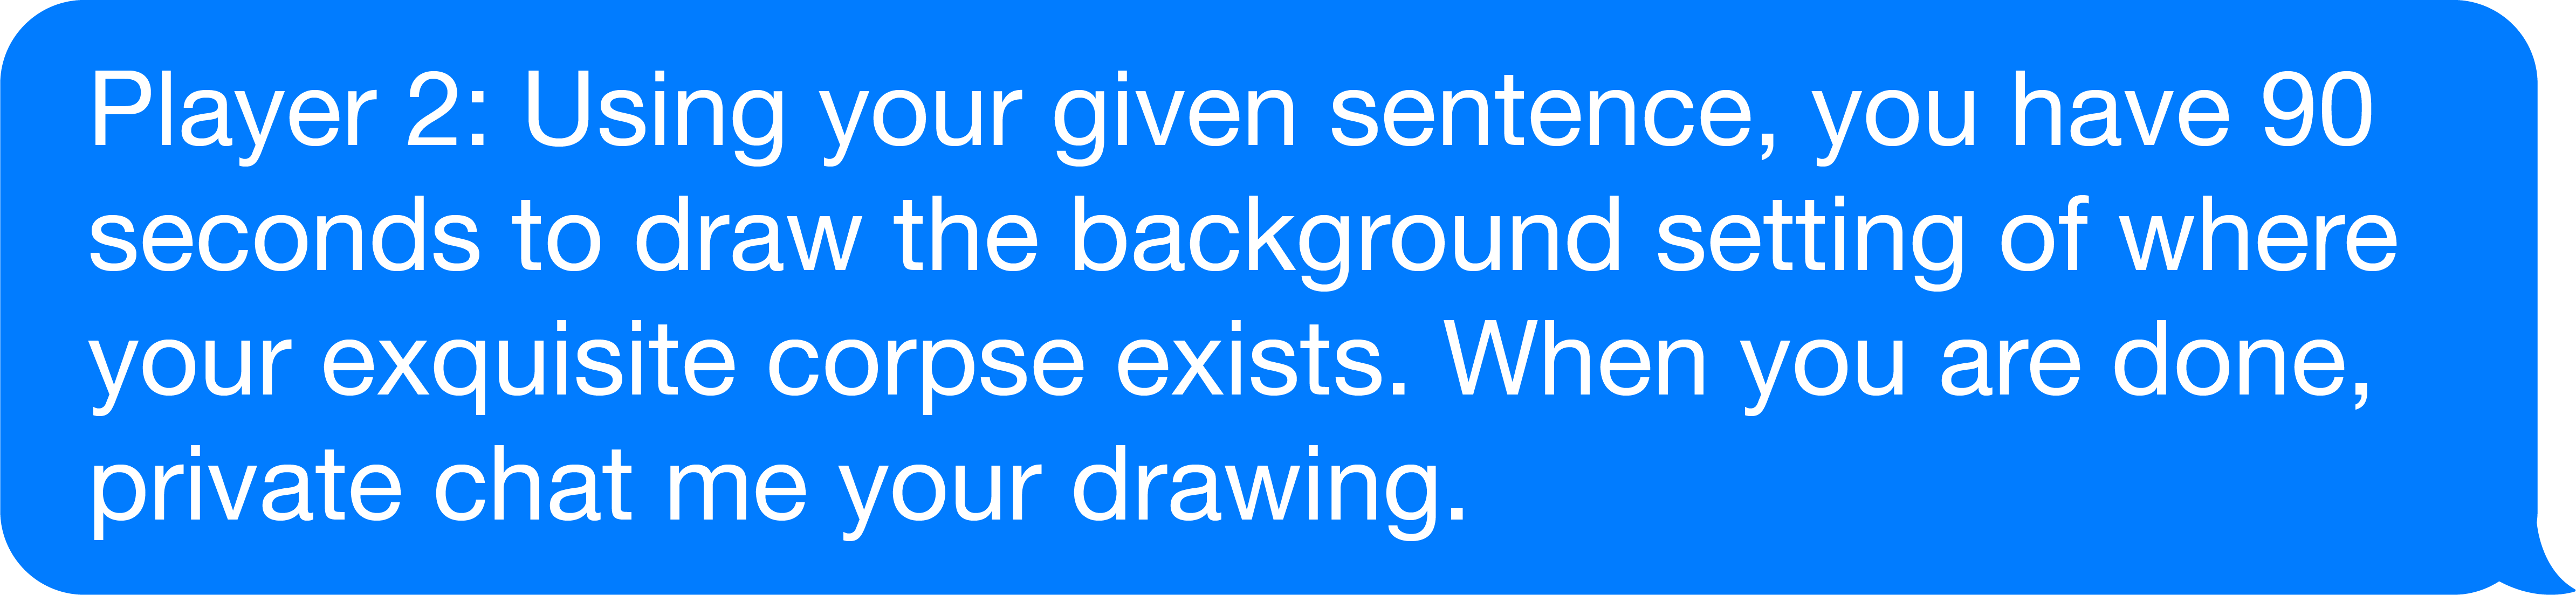 Player 2: Using your given sentence, you have 90
seconds to draw the background setting of where
your exquisite corpse exists. When you are done,
private chat me your drawing.